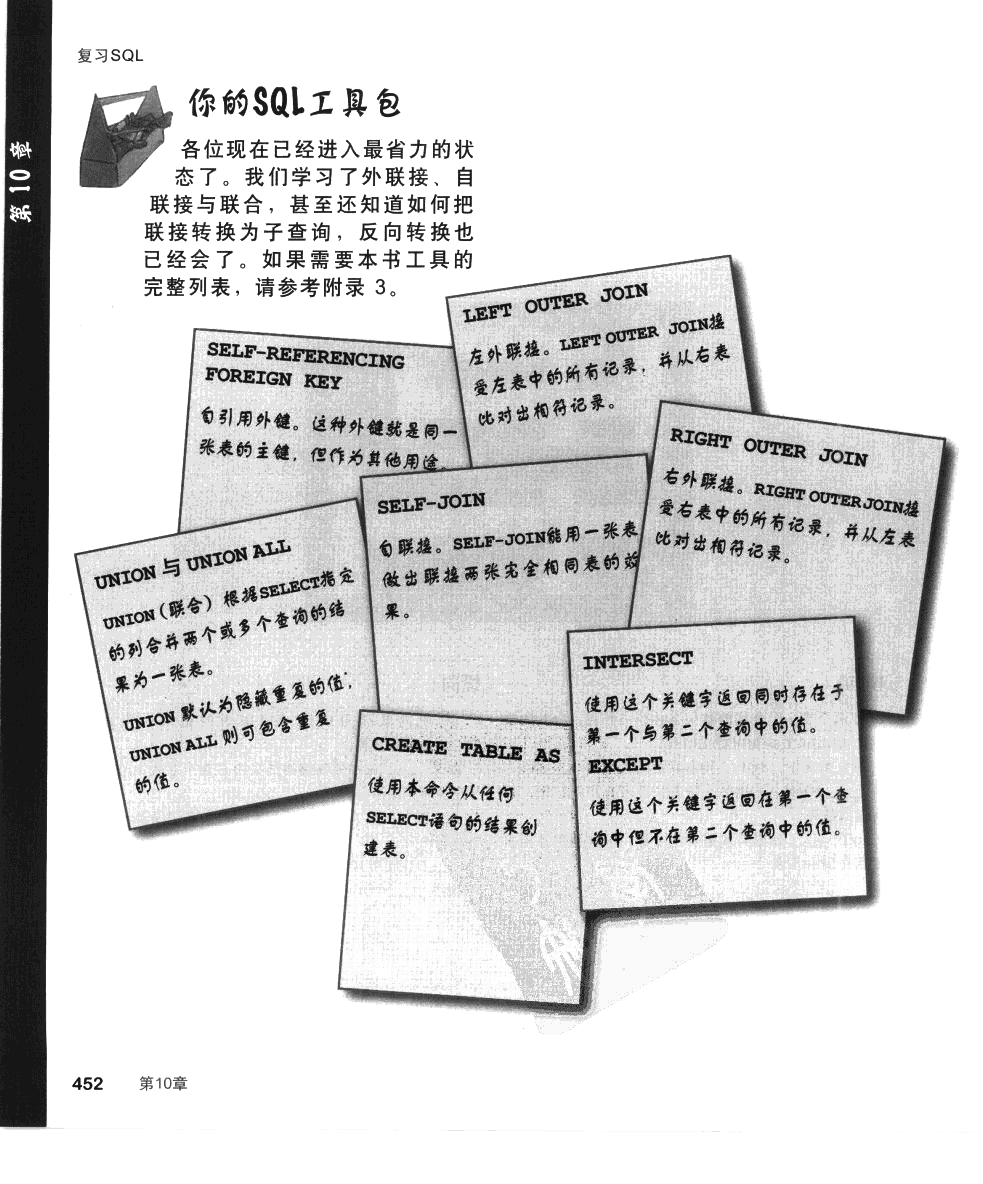 复习SQL
你的SQL工具包
各位现在已经进入最省力的状
态了。我们学习了外联接、自
联接与联合，甚至还知道如何把
联接转换为子查询，反向转换也
已经会了。如果需要本书工具的
完整列表，请参考附录 3。
第 10 章
LEFT OUTER JOIN
左外联接。LEFT OUTER JOIN接
受左表中的所有记录，并从右表
比对出相符记录。
SELF-REFERENCING
FOREIGN KEY
自引用外键。这种外键就是同一
张表的主键，但作为其他用途。
RIGHT OUTER JOIN
右外联接。RIGHT OUTER JOIN接
受右表中的所有记录，并从左表
比对出相符记录。
SELF-JOIN
自联接。SELF-JOIN能用一张表
做出联接两张完全相同表的效
果。
UNION 与 UNION ALL
UNION（联合）根据SELECT指定
的列合并两个或多个查询的结
果为一张表。
UNION 默认为隐藏重复的值，
UNION ALL 则可包含重复
的值。
INTERSECT
使用这个关键字返回同时存在于
第一个与第二个查询中的值。
EXCEPT
使用这个关键字返回在第一个查
询中但不在第二个查询中的值。
CREATE TABLE AS
使用本命令从任何
SELECT语句的结果创
建表。
452 第10章